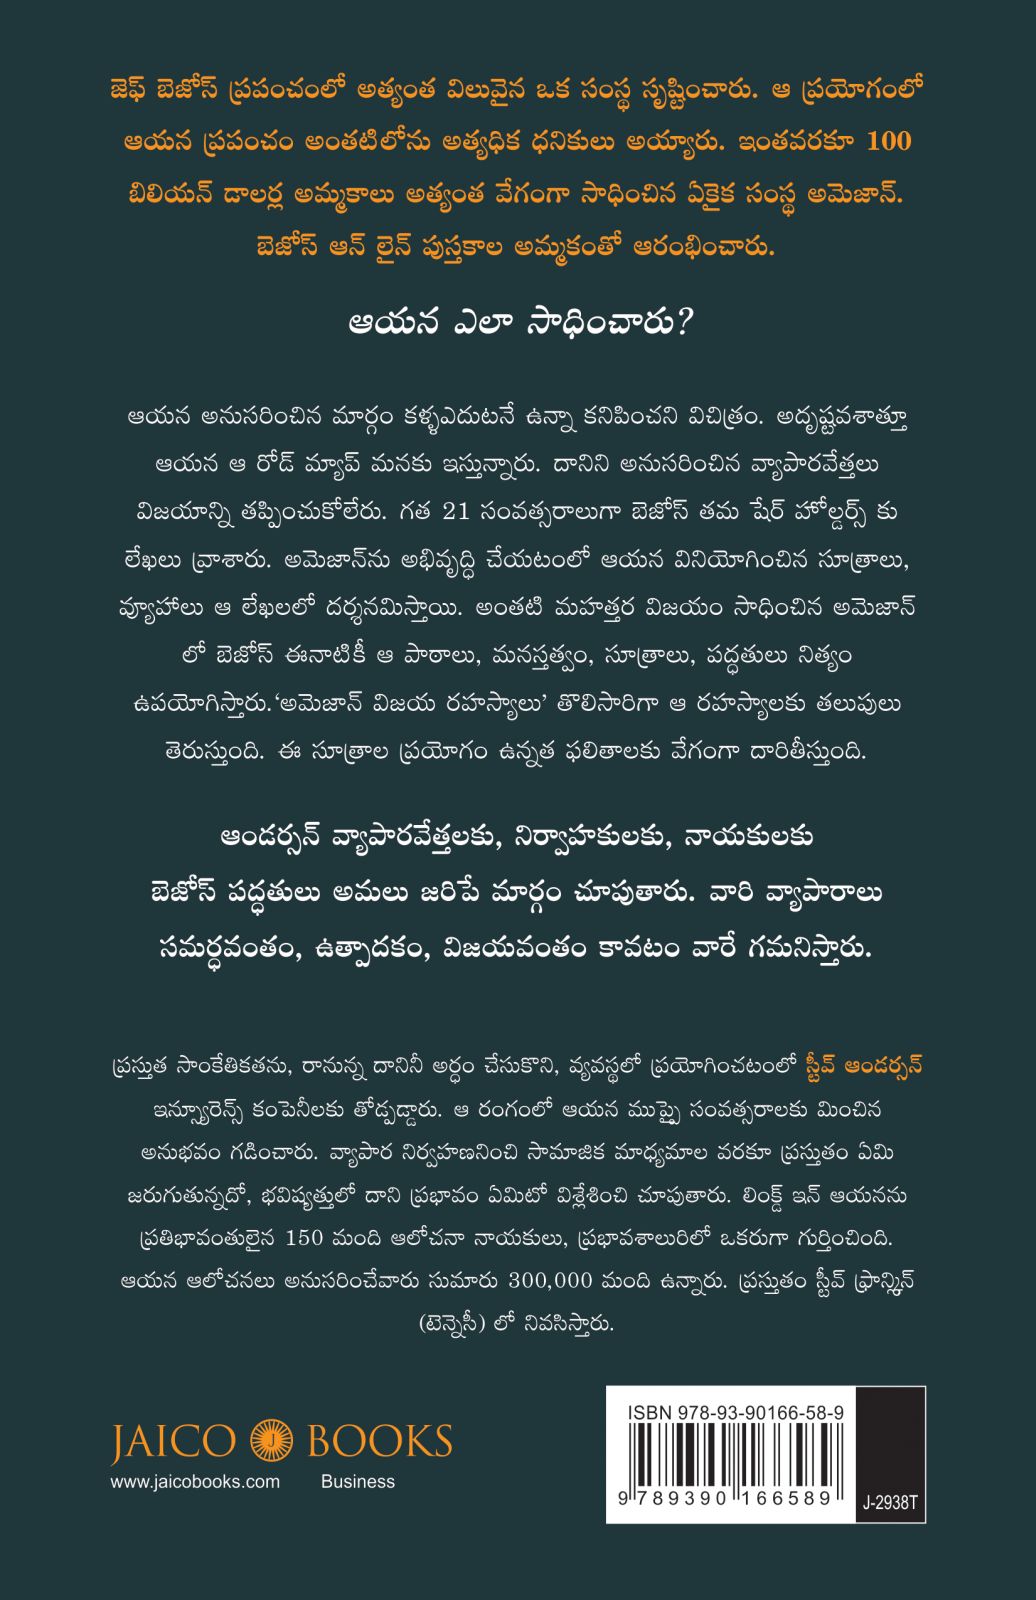 జెఫ్ బెజోస్ ప్రపంచంలో అత్యంత విలువైన ఒక సంస్థ సృష్టించారు. ఆ ప్రయోగంలో
ఆయన ప్రపంచం అంతటిలోను అత్యధిక ధనికులు అయ్యారు. ఇంతవరకూ 100
బిలియన్ డాలర్ల అమ్మకాలు అత్యంత వేగంగా సాధించిన ఏకైక సంస్థ అమెజాన్.
బెజోస్ ఆన్ లైన్ పుస్తకాల అమ్మకంతో ఆరంభించారు.
ఆయన ఎలా సాధించారు?
ఆయన అనుసరించిన మార్గం కళ్ళఎదుటనే ఉన్నా కనిపించని విచిత్రం. అదృష్టవశాత్తూ
ఆయన ఆ రోడ్ మ్యాప్ మనకు ఇస్తున్నారు. దానిని అనుసరించిన వ్యాపారవేత్తలు
విజయాన్ని తప్పించుకోలేరు. గత 21 సంవత్సరాలుగా బెజోస్ తమ షేర్ హోల్డర్స్ కు
లేఖలు వ్రాశారు. అమెజాన్‌ను అభివృద్ధి చేయటంలో ఆయన వినియోగించిన సూత్రాలు,
వ్యూహాలు ఆ లేఖలలో దర్శనమిస్తాయి. అంతటి మహత్తర విజయం సాధించిన అమెజాన్
లో బెజోస్ ఈనాటికీ ఆ పాఠాలు, మనస్తత్వం, సూత్రాలు, పద్ధతులు నిత్యం
ఉపయోగిస్తారు.‘అమెజాన్ విజయ రహస్యాలు’ తొలిసారిగా ఆ రహస్యాలకు తలుపులు
తెరుస్తుంది. ఈ సూత్రాల ప్రయోగం ఉన్నత ఫలితాలకు వేగంగా దారితీస్తుంది.
ఆండర్సన్ వ్యాపారవేత్తలకు, నిర్వాహకులకు, నాయకులకు
బెజోస్ పద్ధతులు అమలు జరిపే మార్గం చూపుతారు. వారి వ్యాపారాలు
సమర్ధవంతం, ఉత్పాదకం, విజయవంతం కావటం వారే గమనిస్తారు.
ప్రస్తుత సాంకేతికతను, రానున్న దానినీ అర్ధం చేసుకొని, వ్యవస్థలో ప్రయోగించటంలో స్టీవ్ ఆండర్సన్
ఇన్స్యూరెన్స్ కంపెనీలకు తోడ్పడ్డారు. ఆ రంగంలో ఆయన ముప్ఫై సంవత్సరాలకు మించిన
అనుభవం గడించారు. వ్యాపార నిర్వహణనించి సామాజిక మాధ్యమాల వరకూ ప్రస్తుతం ఏమి
జరుగుతున్నదో, భవిష్యత్తులో దాని ప్రభావం ఏమిటో విశ్లేశించి చూపుతారు. లింక్డ్ ఇన్ ఆయనను
ప్రతిభావంతులైన 150 మంది ఆలోచనా నాయకులు, ప్రభావశాలురిలో ఒకరుగా గుర్తించింది.
ఆయన ఆలోచనలు అనుసరించేవారు సుమారు 300,000 మంది ఉన్నారు. ప్రస్తుతం స్టీవ్ ఫ్రాన్క్లిన్
(టెన్నెసీ) లో నివసిస్తారు.
JAICO J BOOKS
www.jaicobooks.com Business
ISBN 978-93-90166-58-9
9 789390 166589
J-2938T